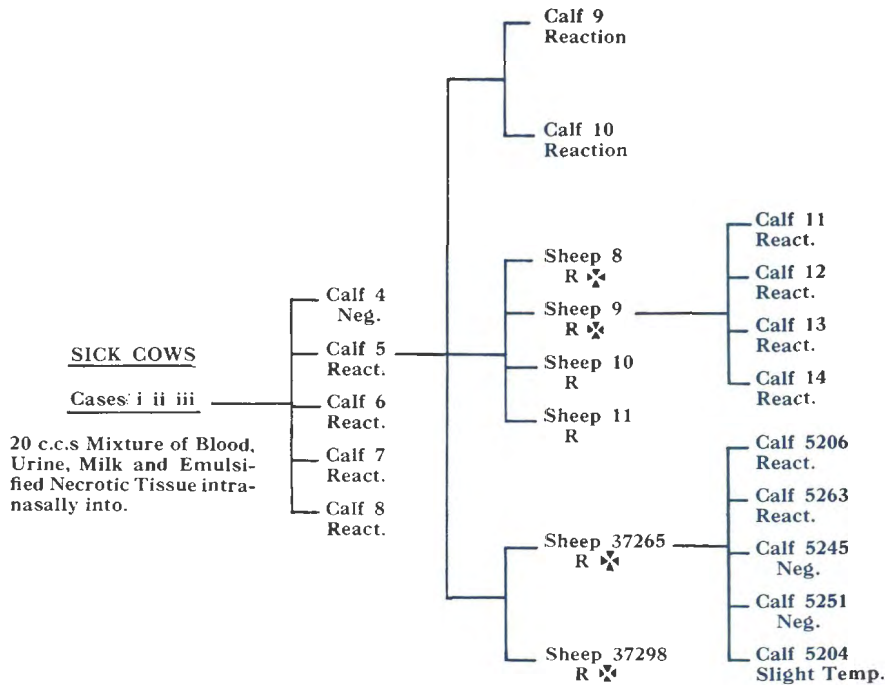 SICK COWS
Cases: i ii iii
20 c.c.s Mixture of Blood,
Urine, Milk and Emulsi-
fied Necrotic Tissue intra-
nasally into.
Calf 4
Neg.
Calf 5
React.
Calf 6
React.
Calf 7
React.
Calf 8
React.
Calf 9
Reaction
Calf 10
Reaction
Sheep 8
R ✠
Sheep 9
R ✠
Sheep 10
R
Sheep 11
R
Sheep 37265
R ✠
Sheep 37298
R ✠
Calf 11
React.
Calf 12
React.
Calf 13
React.
Calf 14
React.
Calf 5206
React.
Calf 5263
React.
Calf 5245
Neg.
Calf 5251
Neg.
Calf 5204
Slight Temp.